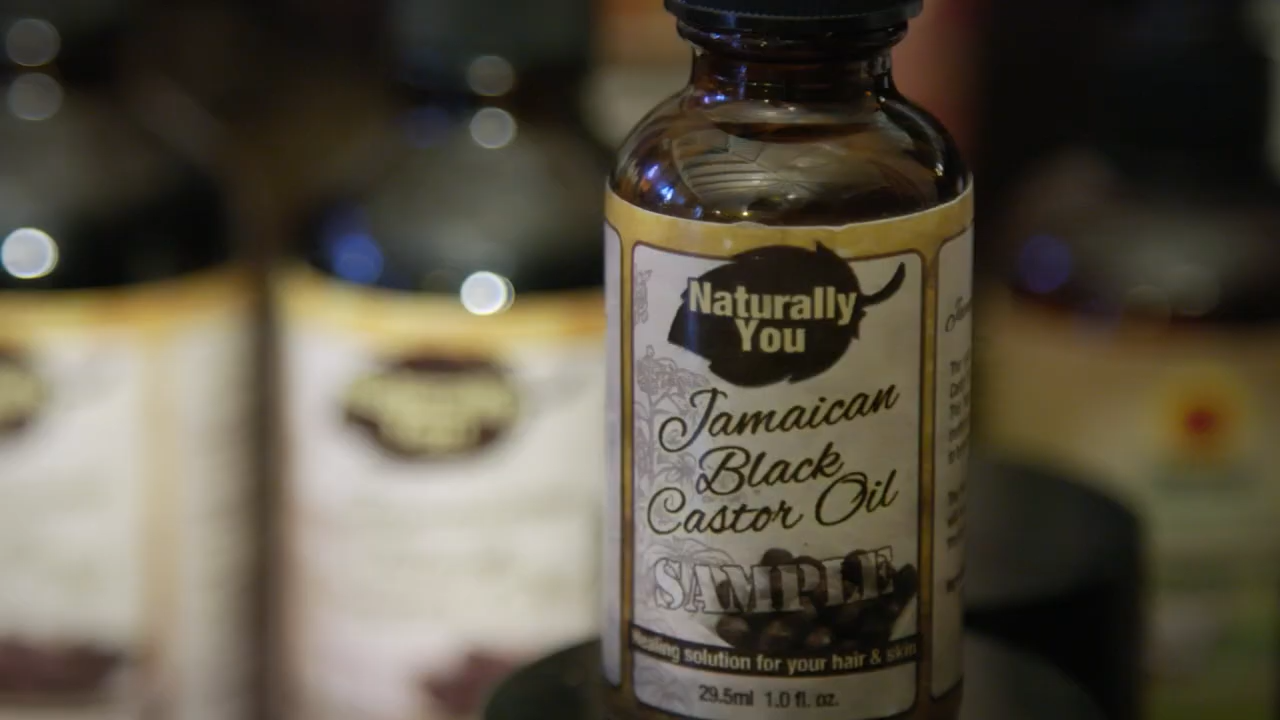 Naturally
You
Jamaican
Black
Castor Oil
SAMPLE
Healing solution for your hair & skin
29.5ml 1.0 fl. oz.